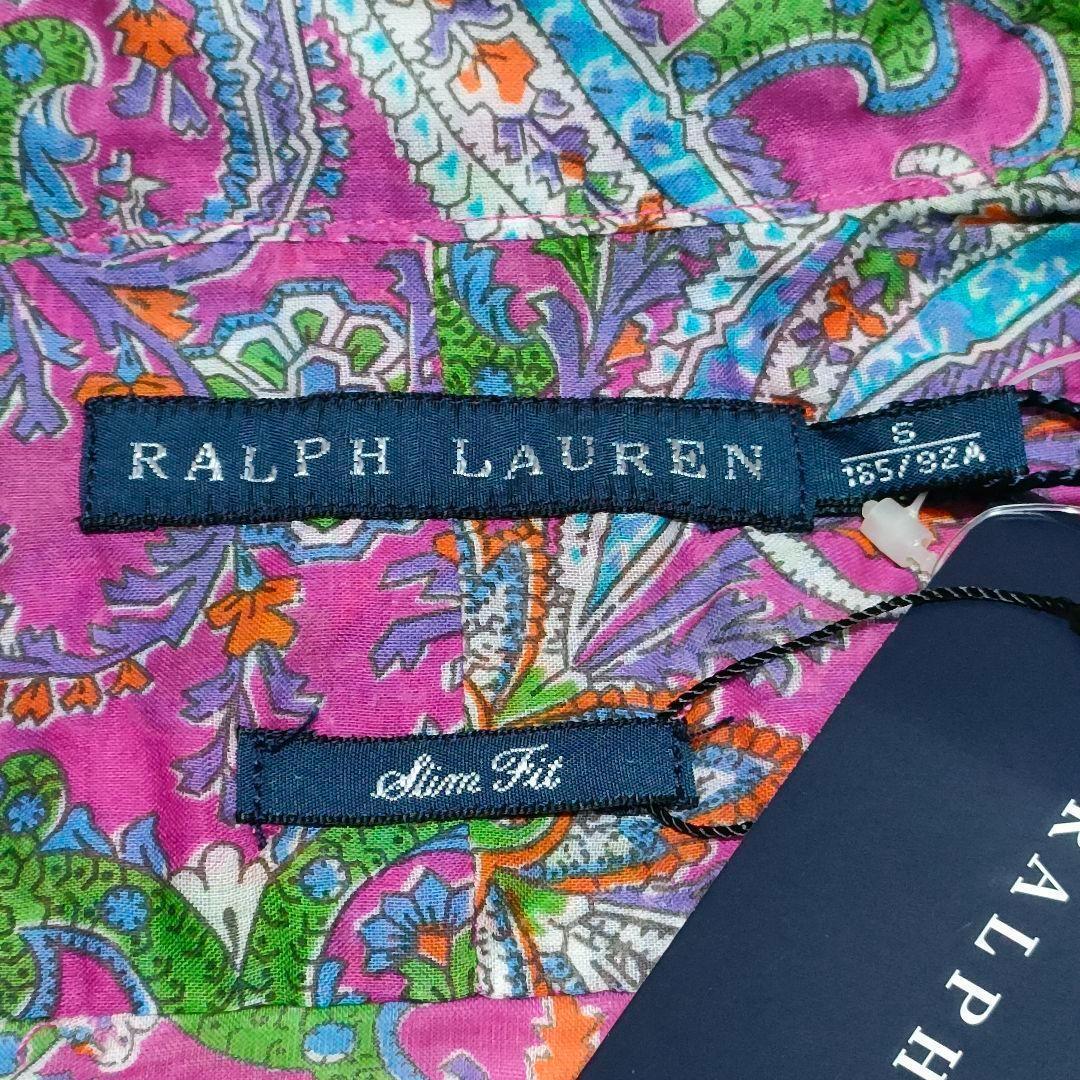 RALPH LAUREN
S
165/92A
Slim Fit
RALPH